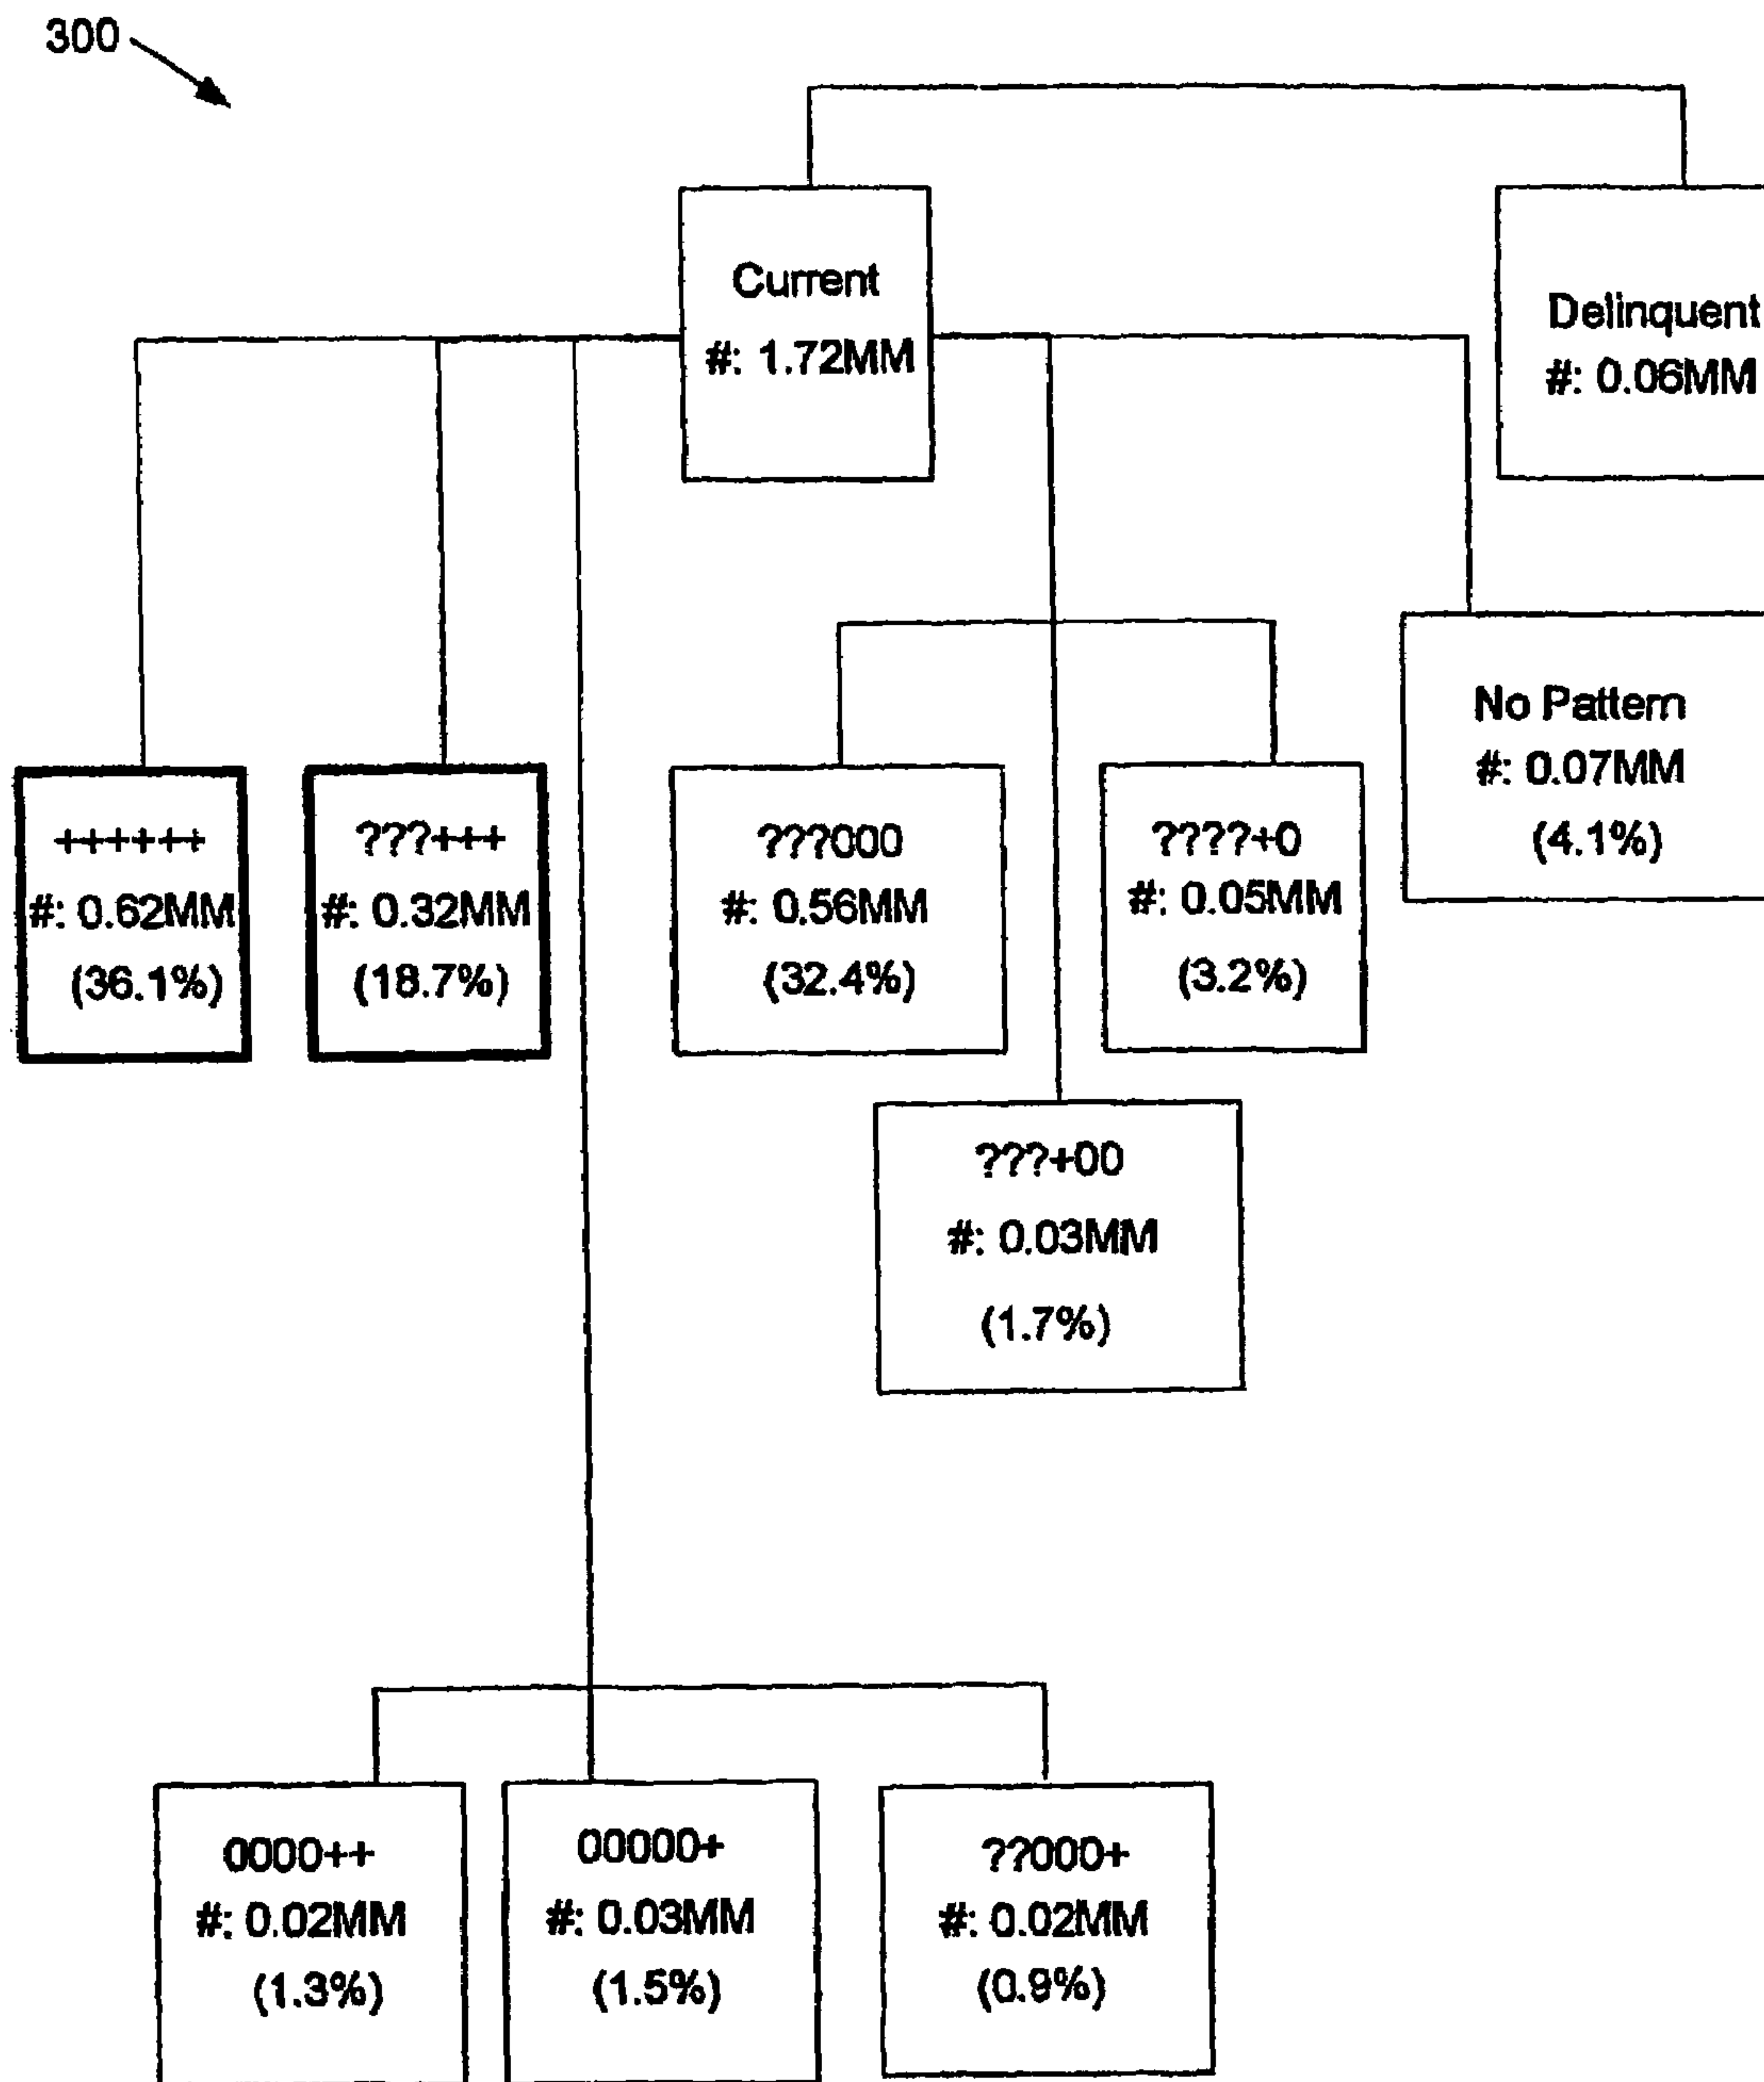 300
Current
#: 1.72MM
Delinquent
#: 0.06MM
No Pattern
#: 0.07MM
(4.1%)
++++++
#: 0.62MM
(36.1%)
???+++
#: 0.32MM
(18.7%)
???000
#: 0.56MM
(32.4%)
????+0
#: 0.05MM
(3.2%)
???+00
#: 0.03MM
(1.7%)
0000++
#: 0.02MM
(1.3%)
00000+
#: 0.03MM
(1.5%)
??000+
#: 0.02MM
(0.9%)